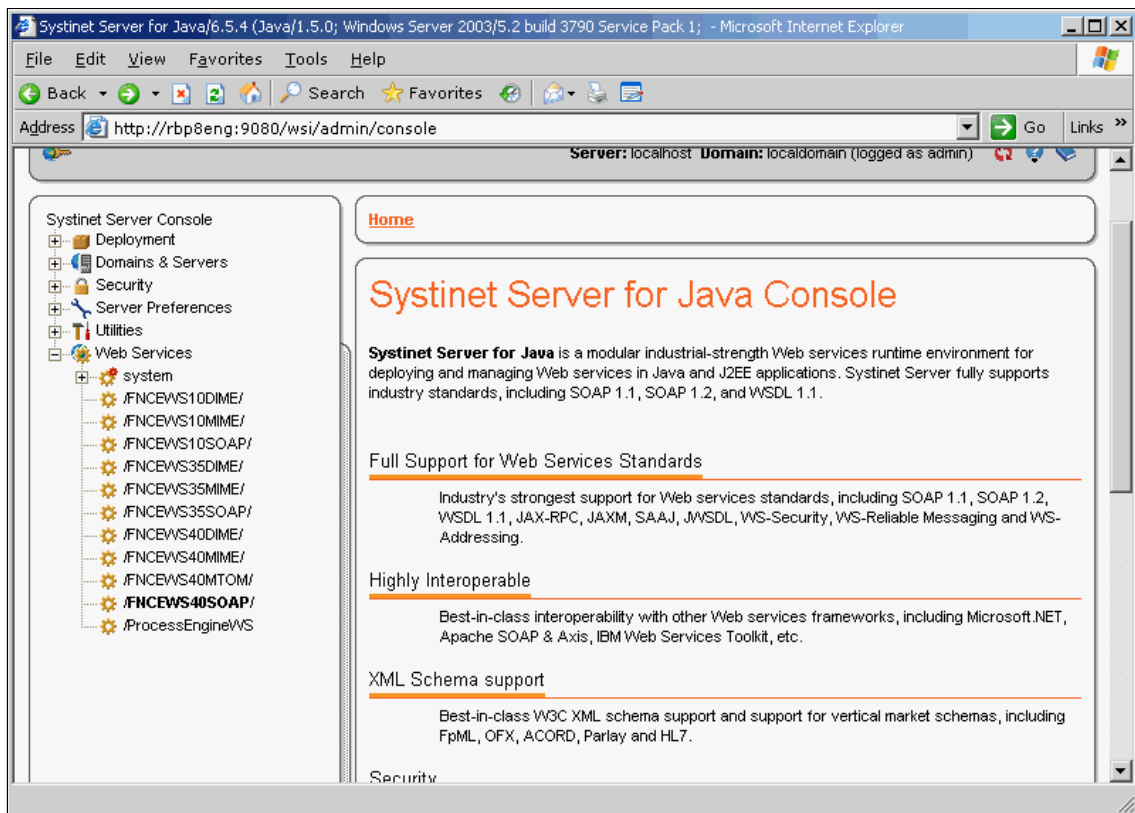 Systinet Server for Java/6.5.4 (Java/1.5.0; Windows Server 2003/5.2 build 3790 Service Pack 1; - Microsoft Internet Explorer
File Edit View Favorites Tools Help
Back Search Favorites
Address http://rbp8eng:9080/wsi/admin/console Go Links »
Server: localhost Domain: localdomain (logged as admin)
Systinet Server Console
Deployment
Domains & Servers
Security
Server Preferences
Utilities
Web Services
system
/FNCEWS10DIME/
/FNCEWS10MIME/
/FNCEWS10SOAP/
/FNCEWS35DIME/
/FNCEWS35MIME/
/FNCEWS35SOAP/
/FNCEWS40DIME/
/FNCEWS40MIME/
/FNCEWS40MTOM/
/FNCEWS40SOAP/
/ProcessEngineWS
Home
Systinet Server for Java Console
Systinet Server for Java is a modular industrial-strength Web services runtime environment for
deploying and managing Web services in Java and J2EE applications. Systinet Server fully supports
industry standards, including SOAP 1.1, SOAP 1.2, and WSDL 1.1.
Full Support for Web Services Standards
Industry's strongest support for Web services standards, including SOAP 1.1, SOAP 1.2,
WSDL 1.1, JAX-RPC, JAXM, SAAJ, JWSDL, WS-Security, WS-Reliable Messaging and WS-
Addressing.
Highly Interoperable
Best-in-class interoperability with other Web services frameworks, including Microsoft.NET,
Apache SOAP & Axis, IBM Web Services Toolkit, etc.
XML Schema support
Best-in-class W3C XML schema support and support for vertical market schemas, including
FpML, OFX, ACORD, Parlay and HL7.
Security